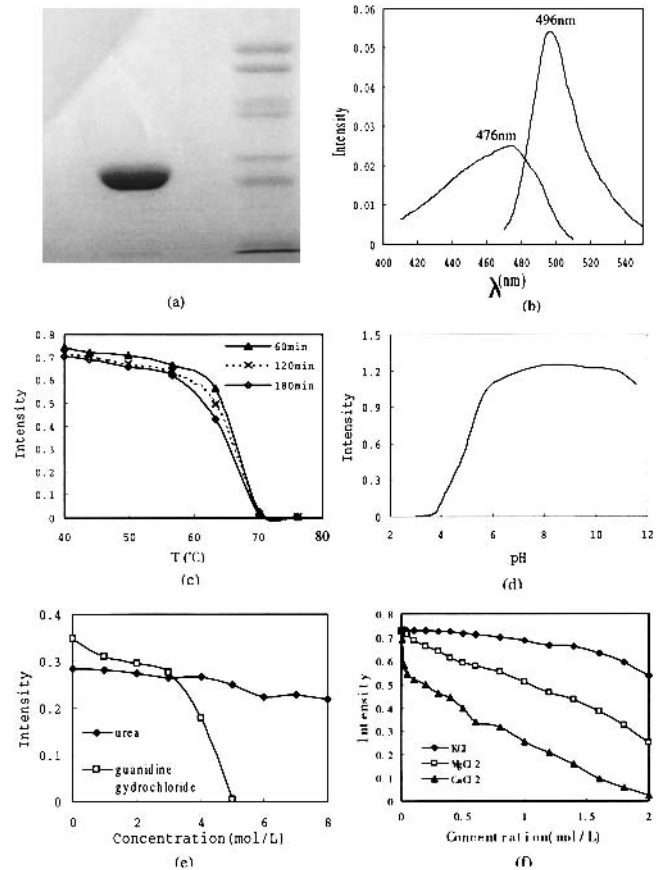 0.06
0.05
0.04
0.03
0.02
0.01
0
Intensity
496nm
476nm
400 420 440 460 480 500 520 540
λ(nm)
(a)
(b)
0.8
0.7
0.6
0.5
0.4
0.3
0.2
0.1
0
Intensity
60min
120min
180min
40 50 60 70 80
T(℃)
(c)
1.5
1.2
0.9
0.6
0.3
0
Intensity
2 4 6 8 10 12
pH
(d)
0.4
0.3
0.2
0.1
0
Intensity
urea
guanidine
gydrochloride
0 2 4 6 8
Concentration(mol/L)
(e)
0.8
0.7
0.6
0.5
0.4
0.3
0.2
0.1
0
Intensity
KCl
MgCl2
CaCl2
0 0.5 1 1.5 2
Concentration(mol/L)
(f)